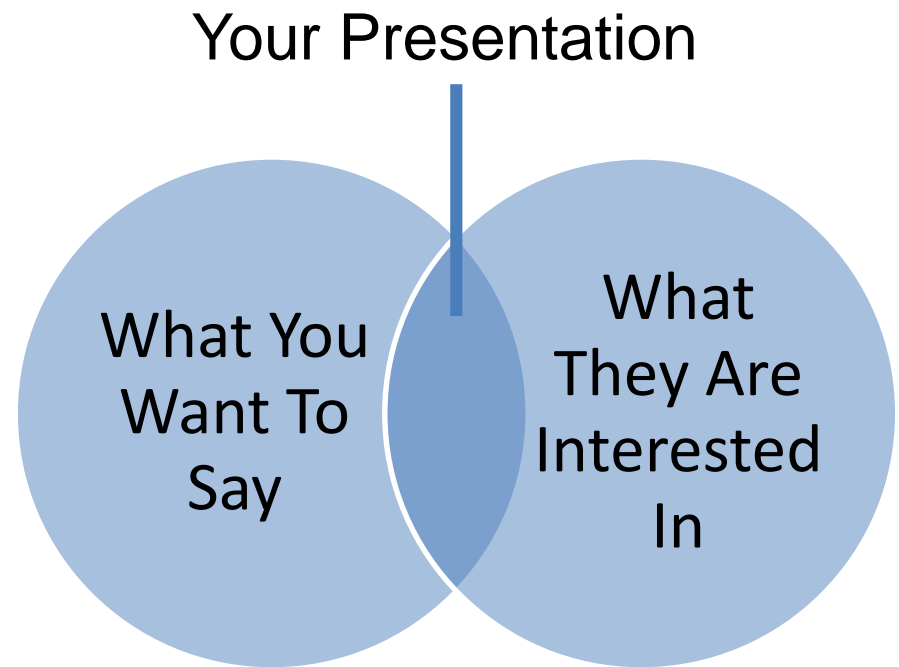 Your Presentation
What You
Want To
Say
What
They Are
Interested
In